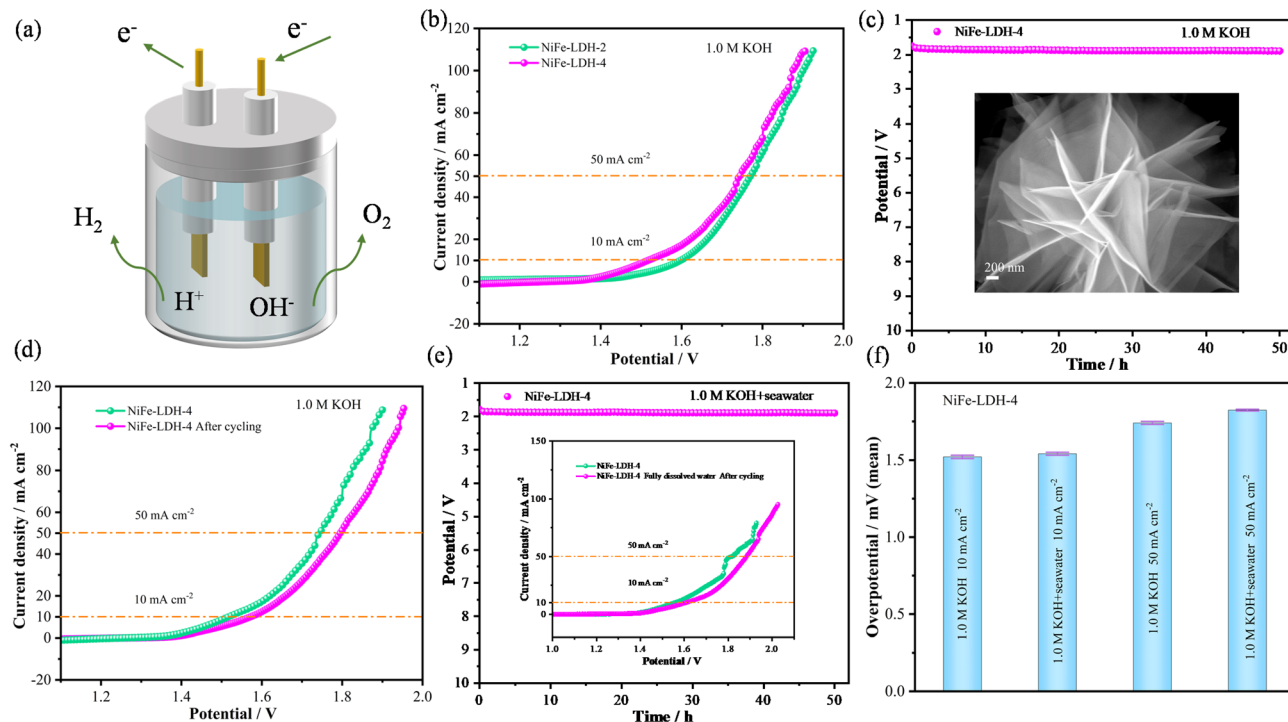 (a)
e-
e-
H2
O2
H+
OH-
(b)
NiFe-LDH-2
NiFe-LDH-4
1.0 M KOH
50 mA cm-2
10 mA cm-2
120
100
80
60
50
40
20
10
0
-20
1.2
1.4
1.6
1.8
2.0
Current density / mA cm-2
Potential / V
(c)
NiFe-LDH-4
1.0 M KOH
200 nm
1
2
3
4
5
6
7
8
9
10
0
10
20
30
40
50
Potential / V
Time / h
(d)
NiFe-LDH-4
NiFe-LDH-4 After cycling
1.0 M KOH
50 mA cm-2
10 mA cm-2
120
100
80
60
50
40
20
10
0
-20
1.2
1.4
1.6
1.8
2.0
Current density / mA cm-2
Potential / V
(e)
NiFe-LDH-4
1.0 M KOH+seawater
1
2
3
4
5
6
7
8
9
10
0
10
20
30
40
50
Potential / V
Time / h
NiFe-LDH-4
NiFe-LDH-4 Fully dissolved water After cycling
50 mA cm-2
10 mA cm-2
150
100
50
10
0
1.0
1.2
1.4
1.6
1.8
2.0
Current density / mA cm-2
Potential / V
(f)
NiFe-LDH-4
2.0
1.5
1.0
0.5
0.0
Overpotential / mV (mean)
1.0 M KOH 10 mA cm-2
1.0 M KOH+seawater 10 mA cm-2
1.0 M KOH 50 mA cm-2
1.0 M KOH+seawater 50 mA cm-2